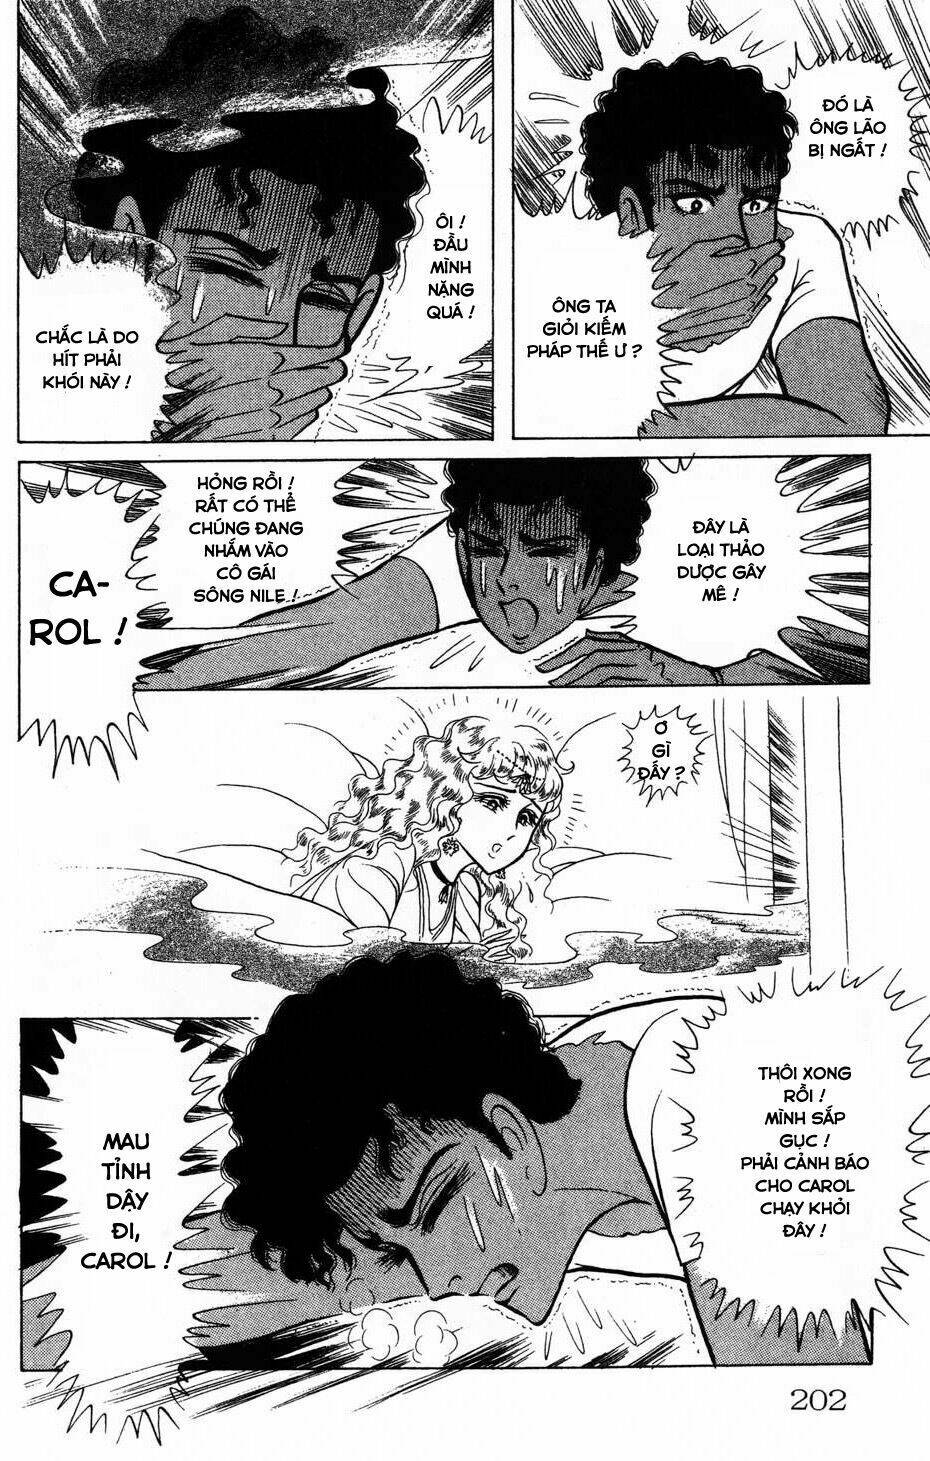 ĐÓ LÀ
ÔNG LÃO
BỊ NGẤT !
ÔNG TA
GIỎI KIẾM
PHÁP THẾ Ư ?
ÔI !
ĐẦU
MÌNH
NẶNG
QUÁ !
CHẮC LÀ DO
HÍT PHẢI
KHÓI NÀY !
ĐÂY LÀ
LOẠI THẢO
DƯỢC GÂY
MÊ !
HỎNG RỒI !
RẤT CÓ THỂ
CHÚNG ĐANG
NHẮM VÀO
CÔ GÁI
SÔNG NILE !
CA-
ROL !
Ơ
GÌ
ĐẤY ?
THÔI XONG
RỒI !
MÌNH SẮP
GỤC !
PHẢI CẢNH BÁO
CHO CAROL
CHẠY KHỎI
ĐÂY !
MAU
TỈNH
DẬY
ĐI,
CAROL !
202